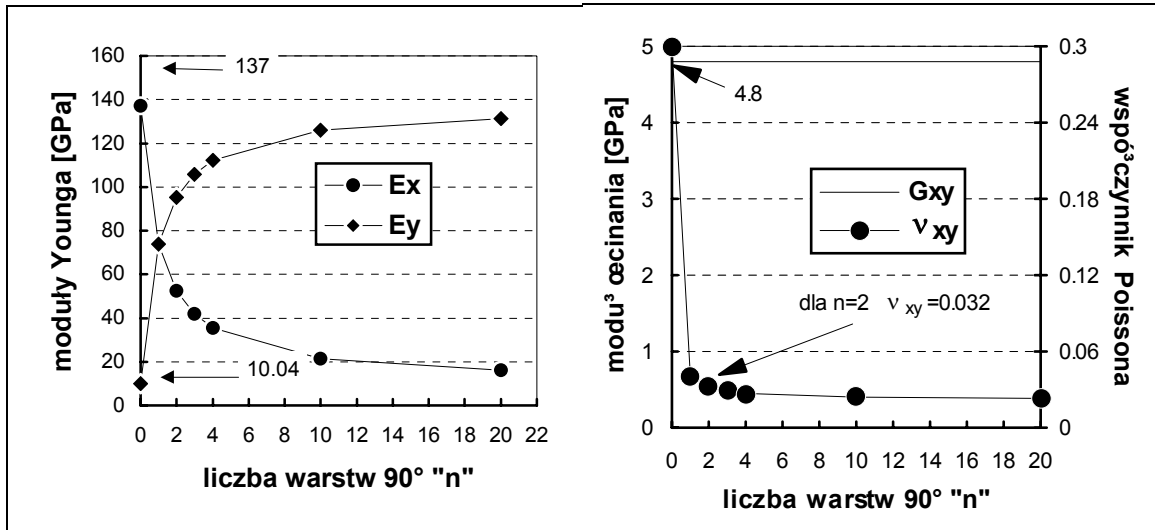 moduły Younga [GPa]
160
140
120
100
80
60
40
20
0
137
10.04
Ex
Ey
0 2 4 6 8 10 12 14 16 18 20 22
liczba warstw 90° "n"
modu³ œcinania [GPa]
5
4
3
2
1
0
4.8
Gxy
ν xy
dla n=2 ν xy =0.032
0 2 4 6 8 10 12 14 16 18 20
liczba warstw 90° "n"
0.3
0.24
0.18
0.12
0.06
0
wspó³czynnik Poissona